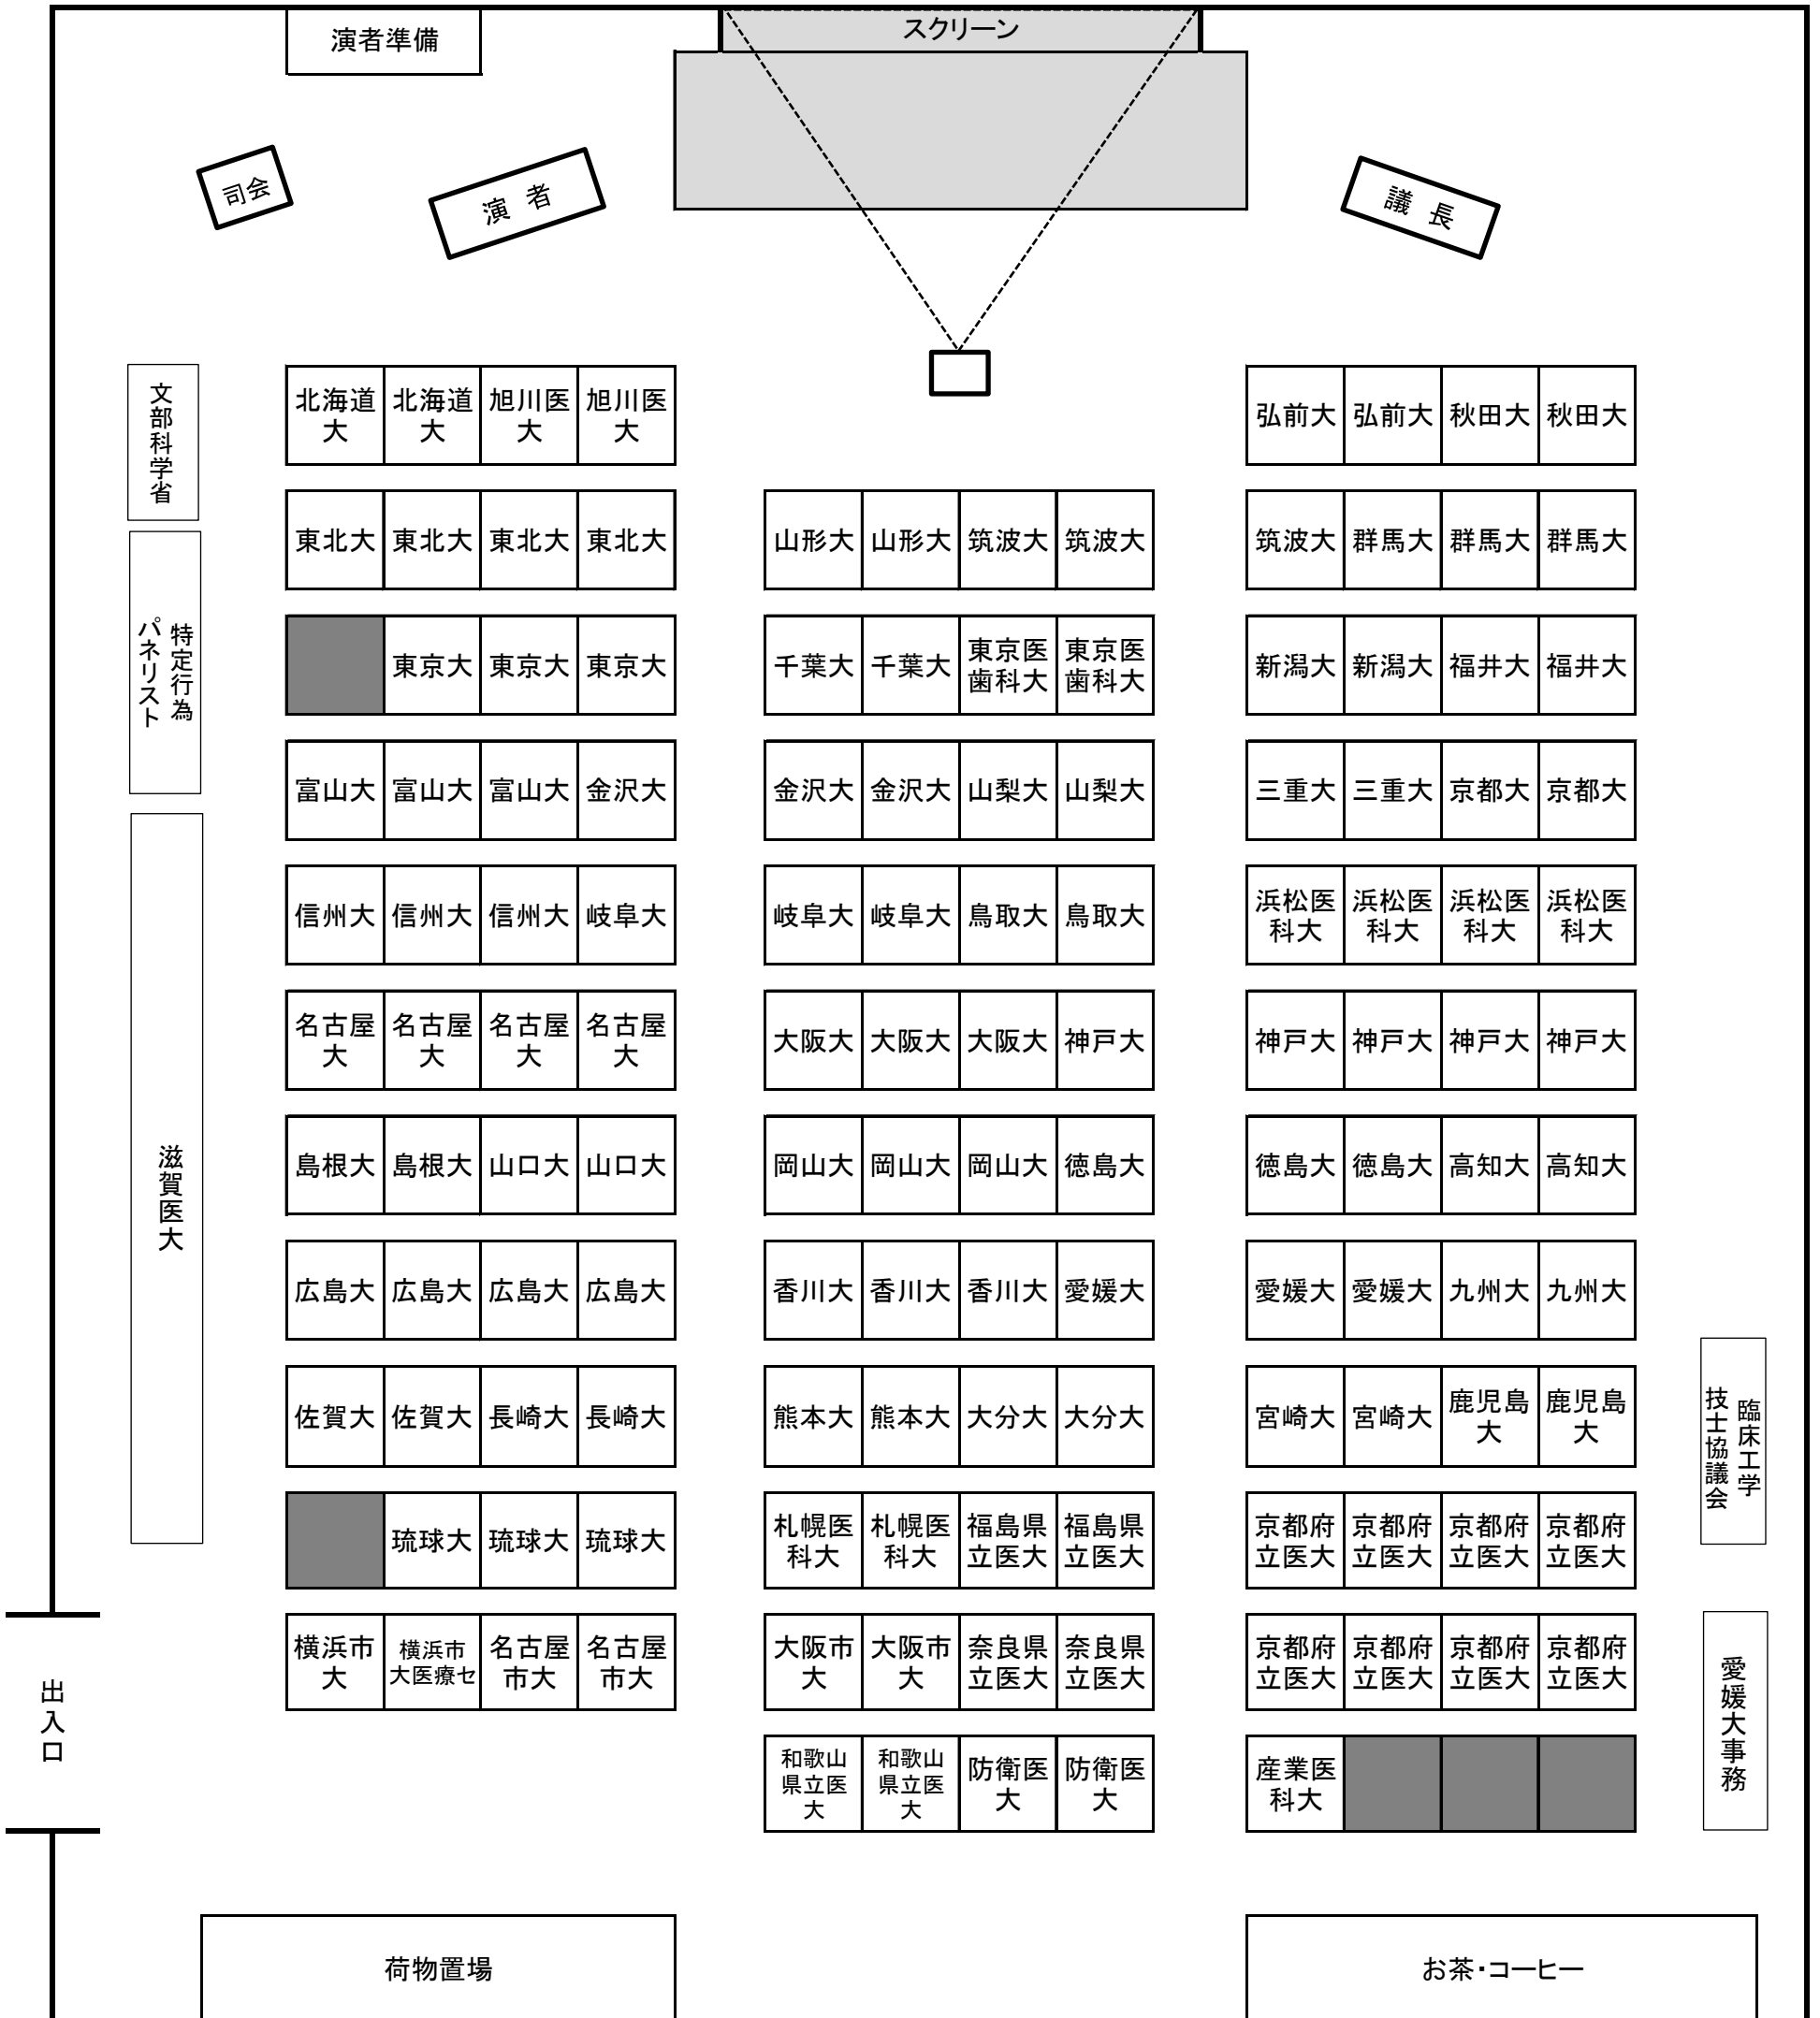 演者準備
スクリーン
司会
演 者
議 長
文部科学省
特定行為
パネリスト
滋賀医大
北海道大 北海道大 旭川医大 旭川医大
弘前大 弘前大 秋田大 秋田大
東北大 東北大 東北大 東北大
山形大 山形大 筑波大 筑波大
筑波大 群馬大 群馬大 群馬大
東京大 東京大 東京大
千葉大 千葉大 東京医歯科大 東京医歯科大
新潟大 新潟大 福井大 福井大
富山大 富山大 富山大 金沢大
金沢大 金沢大 山梨大 山梨大
三重大 三重大 京都大 京都大
信州大 信州大 信州大 岐阜大
岐阜大 岐阜大 鳥取大 鳥取大
浜松医科大 浜松医科大 浜松医科大 浜松医科大
名古屋大 名古屋大 名古屋大 名古屋大
大阪大 大阪大 大阪大 神戸大
神戸大 神戸大 神戸大 神戸大
島根大 島根大 山口大 山口大
岡山大 岡山大 岡山大 徳島大
徳島大 徳島大 高知大 高知大
広島大 広島大 広島大 広島大
香川大 香川大 香川大 愛媛大
愛媛大 愛媛大 九州大 九州大
佐賀大 佐賀大 長崎大 長崎大
熊本大 熊本大 大分大 大分大
宮崎大 宮崎大 鹿児島大 鹿児島大
琉球大 琉球大 琉球大
札幌医科大 札幌医科大 福島県立医大 福島県立医大
京都府立医大 京都府立医大 京都府立医大 京都府立医大
横浜市大 横浜市大医療セ 名古屋市大 名古屋市大
大阪市大 大阪市大 奈良県立医大 奈良県立医大
京都府立医大 京都府立医大 京都府立医大 京都府立医大
和歌山県立医大 和歌山県立医大 防衛医大 防衛医大
産業医科大
臨床工学
技士協議会
愛媛大事務
出入口
荷物置場
お茶・コーヒー